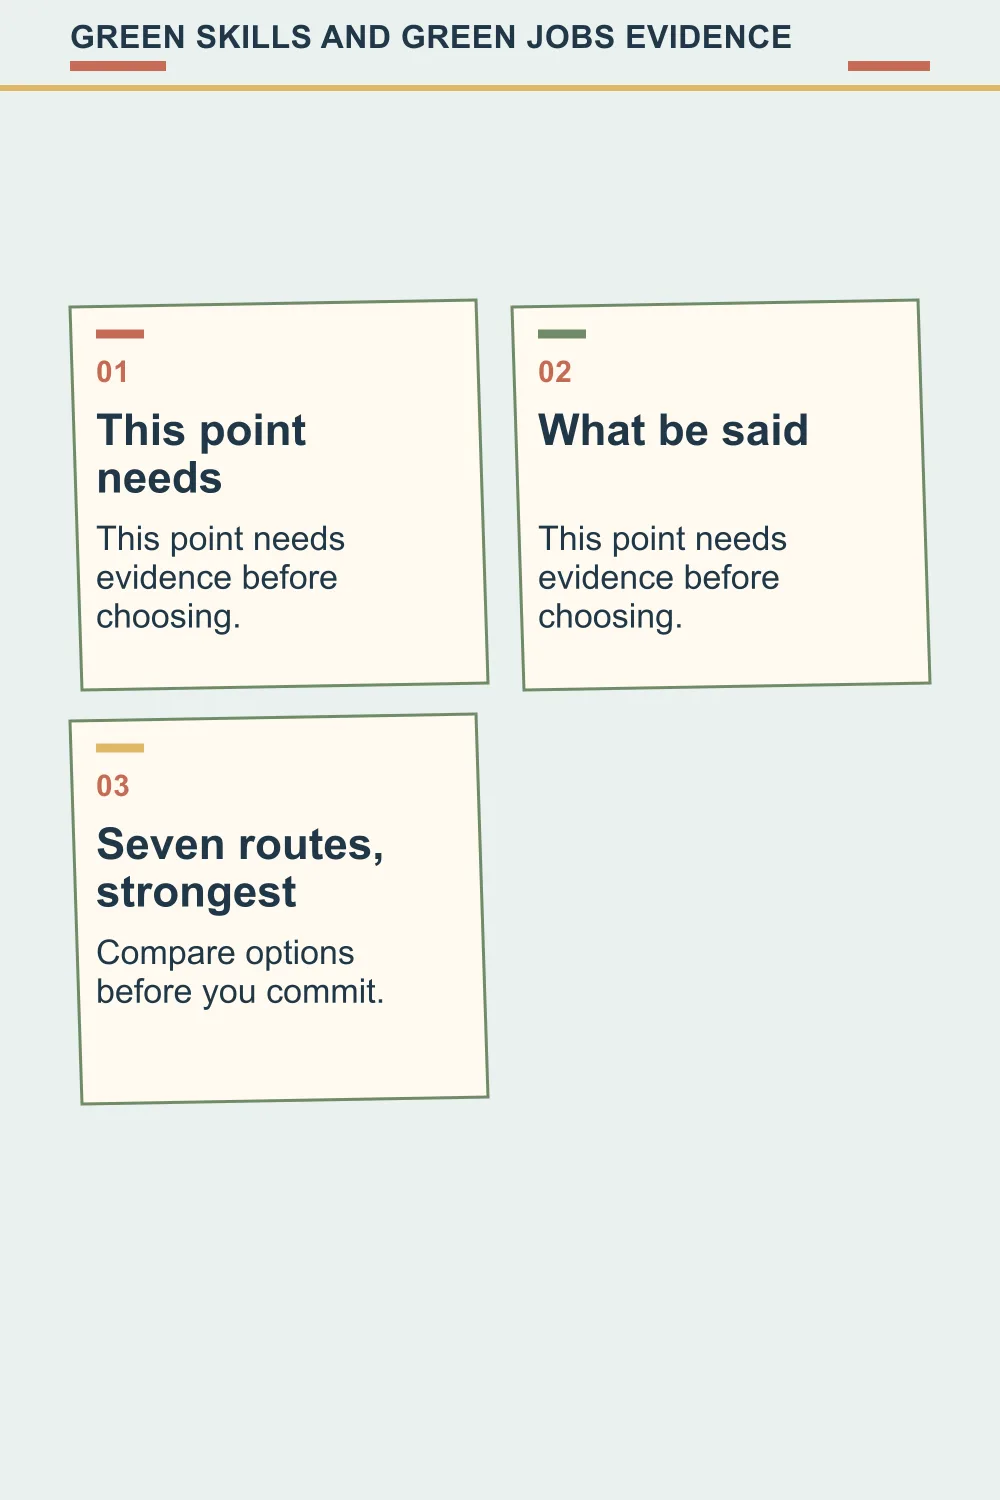 GREEN SKILLS AND GREEN JOBS EVIDENCE
01
This point
needs
This point needs
evidence before
choosing.
02
What be said
This point needs
evidence before
choosing.
03
Seven routes,
strongest
Compare options
before you commit.